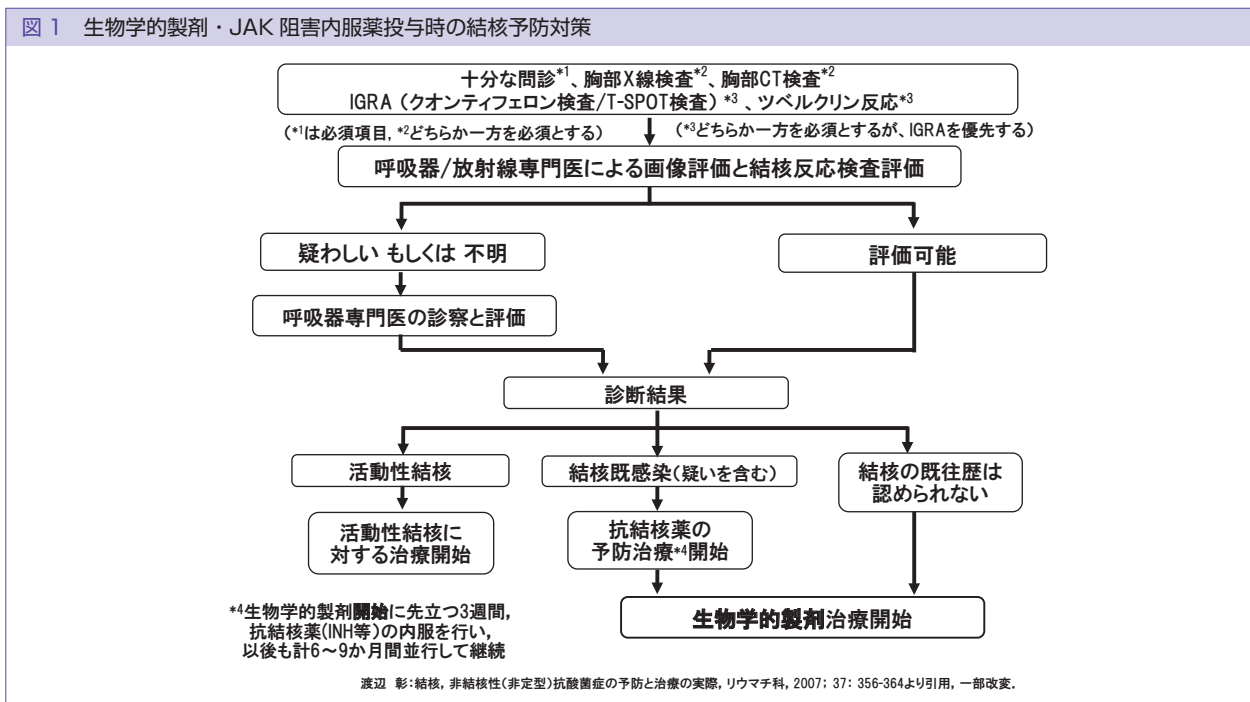 図 1 生物学的製剤・JAK 阻害内服薬投与時の結核予防対策
十分な問診*1、胸部X線検査*2、胸部CT検査*2
IGRA （クオンティフェロン検査/T-SPOT検査）*3 、ツベルクリン反応*3
（*1は必須項目，*2どちらか一方を必須とする）
（*3どちらか一方を必須とするが、IGRAを優先する）
呼吸器/放射線専門医による画像評価と結核反応検査評価
疑わしい もしくは 不明
評価可能
呼吸器専門医の診察と評価
診断結果
活動性結核
結核既感染（疑いを含む）
結核の既往歴は
認められない
活動性結核に
対する治療開始
抗結核薬の
予防治療*4開始
*4生物学的製剤開始に先立つ3週間，
抗結核薬(INH等)の内服を行い，
以後も計6～9か月間並行して継続
生物学的製剤治療開始
渡辺 彰：結核，非結核性（非定型）抗酸菌症の予防と治療の実際，リウマチ科，2007； 37： 356-364より引用，一部改変．